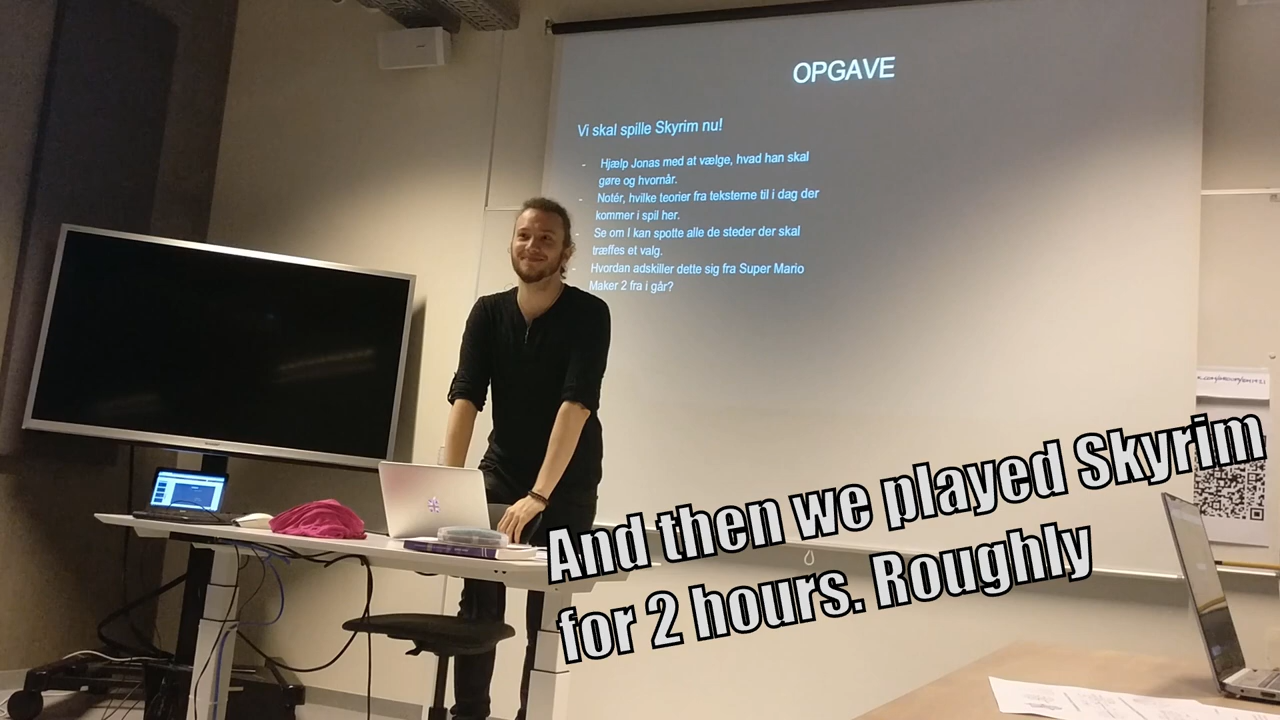 OPGAVE
Vi skal spille Skyrim nu!
- Hjælp Jonas med at vælge, hvad han skal
gøre og hvornår.
- Notér, hvilke teorier fra teksterne til i dag der
kommer i spil her.
- Se om I kan spotte alle de steder der skal
træffes et valg.
- Hvordan adskiller dette sig fra Super Mario
Maker 2 fra i går?
And then we played Skyrim
for 2 hours. Roughly